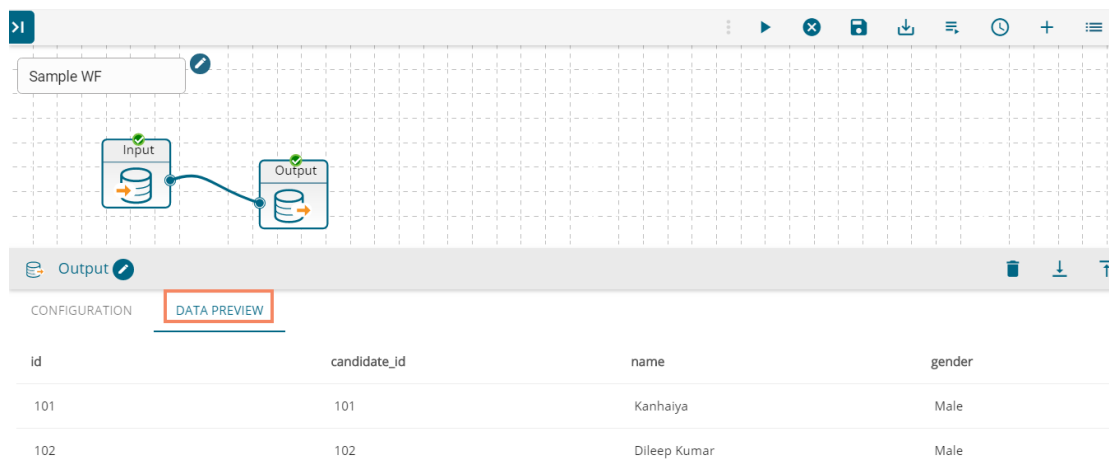 Sample WF
Input
Output
Output
CONFIGURATION DATA PREVIEW
id candidate_id name gender
101 101 Kanhaiya Male
102 102 Dileep Kumar Male